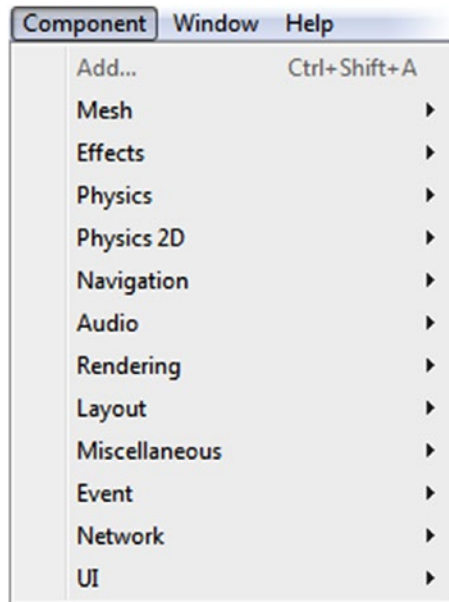 Component Window Help
Add... Ctrl+Shift+A
Mesh
Effects
Physics
Physics 2D
Navigation
Audio
Rendering
Layout
Miscellaneous
Event
Network
UI